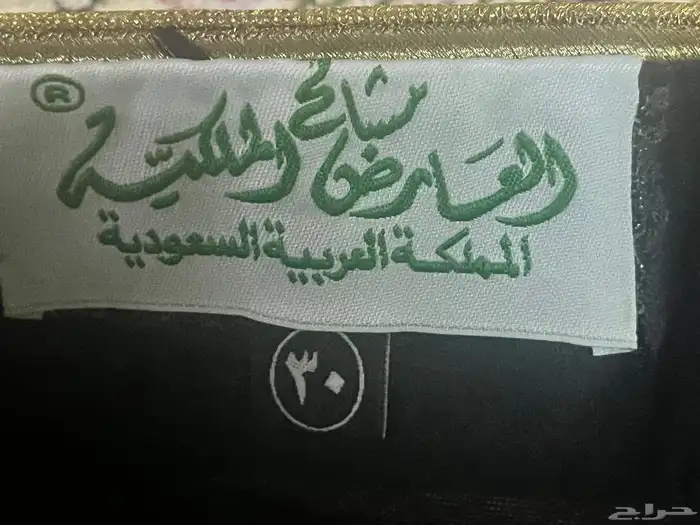 ®
مشالح
العارض الملكية
المملكة العربية السعودية
٣٠
حراج